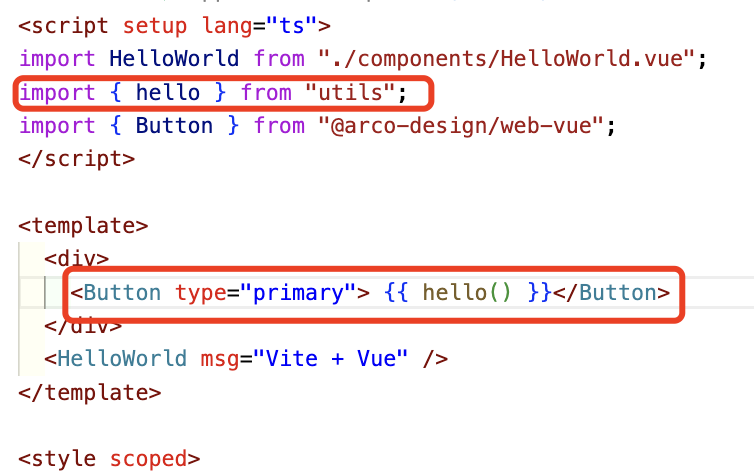 <script setup lang="ts">
import HelloWorld from "./components/HelloWorld.vue";
import { hello } from "utils";
import { Button } from "@arco-design/web-vue";
</script>
<template>
<div>
<Button type="primary"> {{ hello() }}</Button>
</div>
<HelloWorld msg="Vite + Vue" />
</template>
<style scoped>